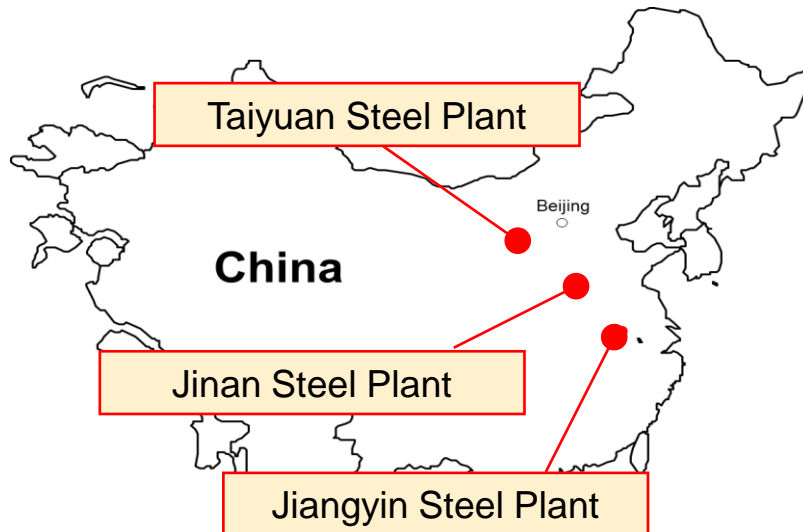 Taiyuan Steel Plant
Beijing
China
Jinan Steel Plant
Jiangyin Steel Plant